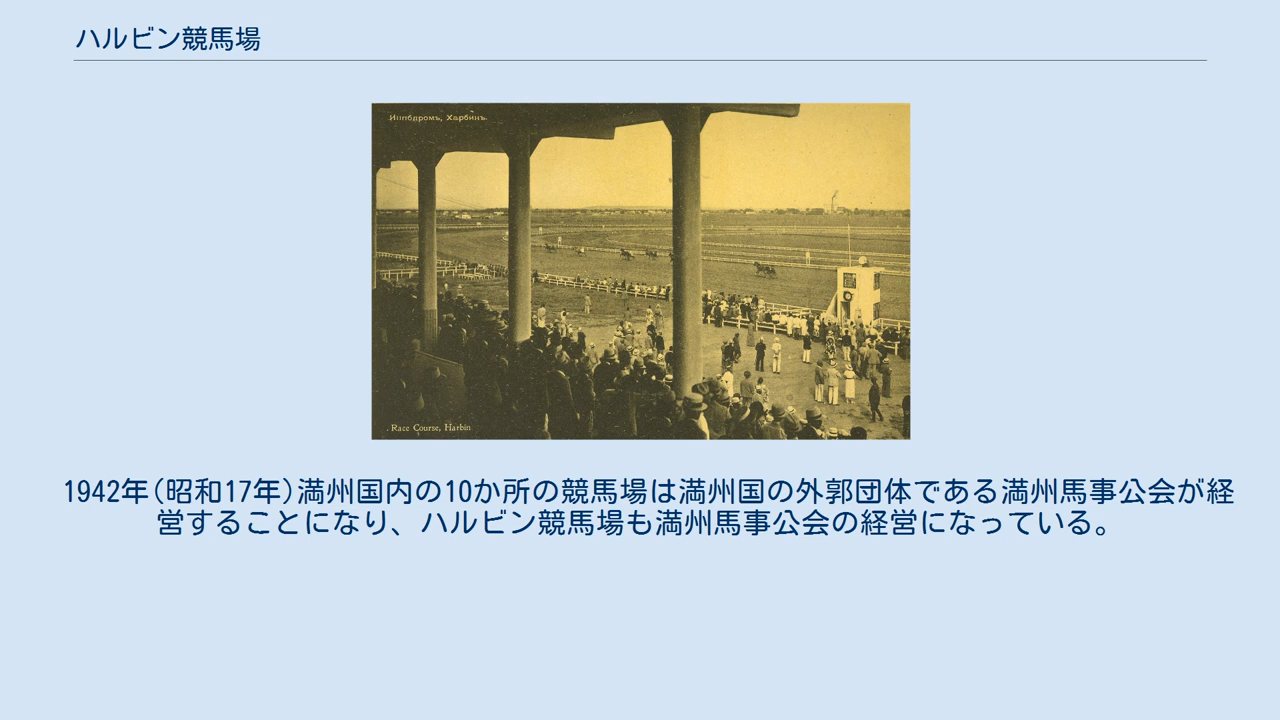 ハルビン競馬場
Ипподромъ, Харбинъ.
. Race Course, Harbin
1942年(昭和17年)満州国内の10か所の競馬場は満州国の外郭団体である満州馬事公会が経
営することになり、ハルビン競馬場も満州馬事公会の経営になっている。